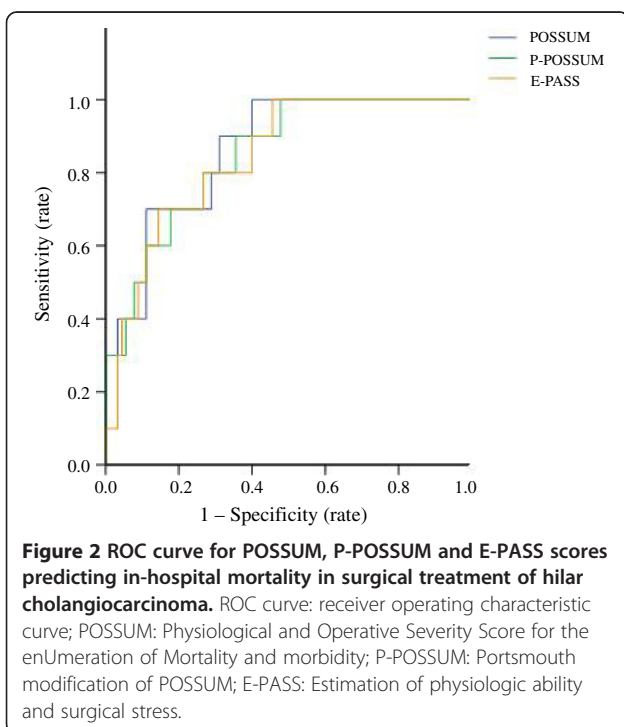 POSSUM
P-POSSUM
E-PASS
1.0
0.8
0.6
0.4
0.2
0.0
Sensitivity (rate)
0.0 0.2 0.4 0.6 0.8 1.0
1 – Specificity (rate)
Figure 2 ROC curve for POSSUM, P-POSSUM and E-PASS scores
predicting in-hospital mortality in surgical treatment of hilar
cholangiocarcinoma. ROC curve: receiver operating characteristic
curve; POSSUM: Physiological and Operative Severity Score for the
enUmeration of Mortality and morbidity; P-POSSUM: Portsmouth
modification of POSSUM; E-PASS: Estimation of physiologic ability
and surgical stress.